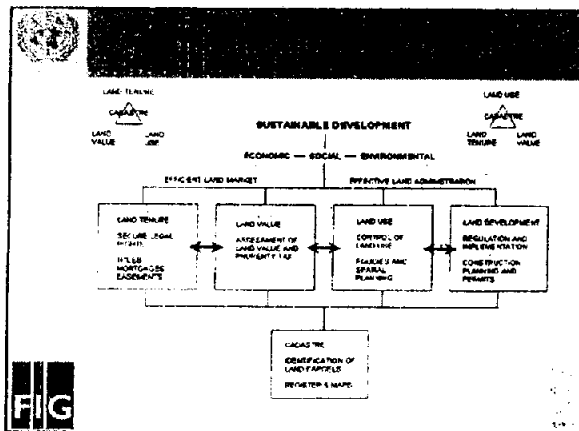 LAND TENURE
CADASTRE
LAND VALUE
LAND USE
LAND USE
CADASTRE
LAND TENURE
LAND VALUE
SUSTAINABLE DEVELOPMENT
ECONOMIC — SOCIAL — ENVIRONMENTAL
EFFICIENT LAND MARKET
EFFECTIVE LAND ADMINISTRATION
LAND TENURE
SECURE LEGAL
RIGHTS
TITLES
MORTGAGES
EASEMENTS
LAND VALUE
ASSESSMENT OF
LAND VALUE AND
PROPERTY TAX
LAND USE
CONTROL OF
LAND USE
POLICIES AND
SPATIAL
PLANNING
LAND DEVELOPMENT
REGULATION AND
IMPLEMENTATION
CONSTRUCTION
PLANNING AND
PERMITS
CADASTRE
IDENTIFICATION OF
LAND PARCELS
REGISTERS MAPS
FIG